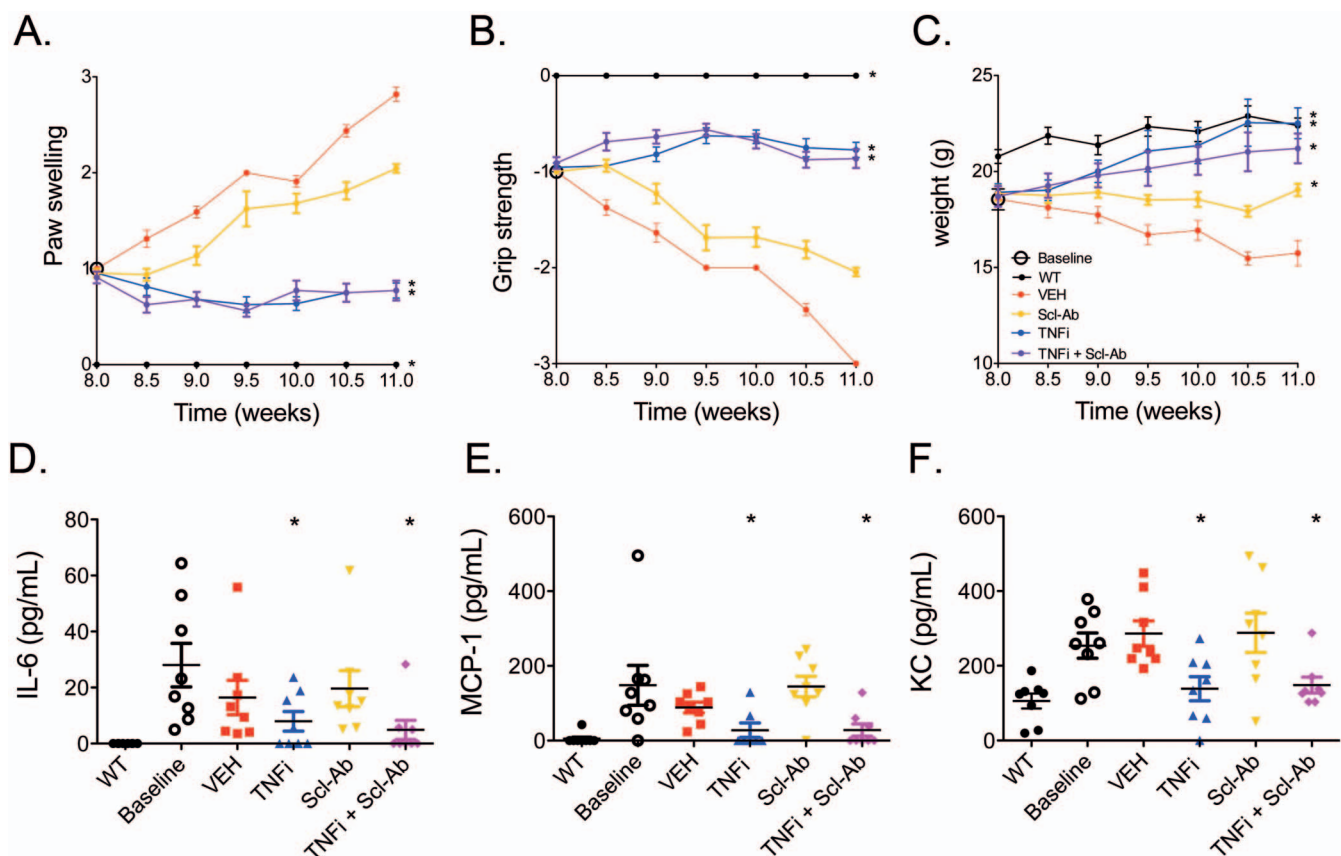 A.
B.
C.
Paw swelling
3
2
1
0
8.0 8.5 9.0 9.5 10.0 10.5 11.0
Time (weeks)
*
*
*
Grip strength
0
-1
-2
-3
8.0 8.5 9.0 9.5 10.0 10.5 11.0
Time (weeks)
*
*
*
weight (g)
25
20
15
10
8.0 8.5 9.0 9.5 10.0 10.5 11.0
Time (weeks)
*
*
*
*
Baseline
WT
VEH
Scl-Ab
TNFi
TNFi + Scl-Ab
D.
E.
F.
IL-6 (pg/mL)
80
60
40
20
0
* *
WT Baseline VEH TNFi Scl-Ab TNFi + Scl-Ab
MCP-1 (pg/mL)
600
400
200
0
* *
WT Baseline VEH TNFi Scl-Ab TNFi + Scl-Ab
KC (pg/mL)
600
400
200
0
* *
WT Baseline VEH TNFi Scl-Ab TNFi + Scl-Ab